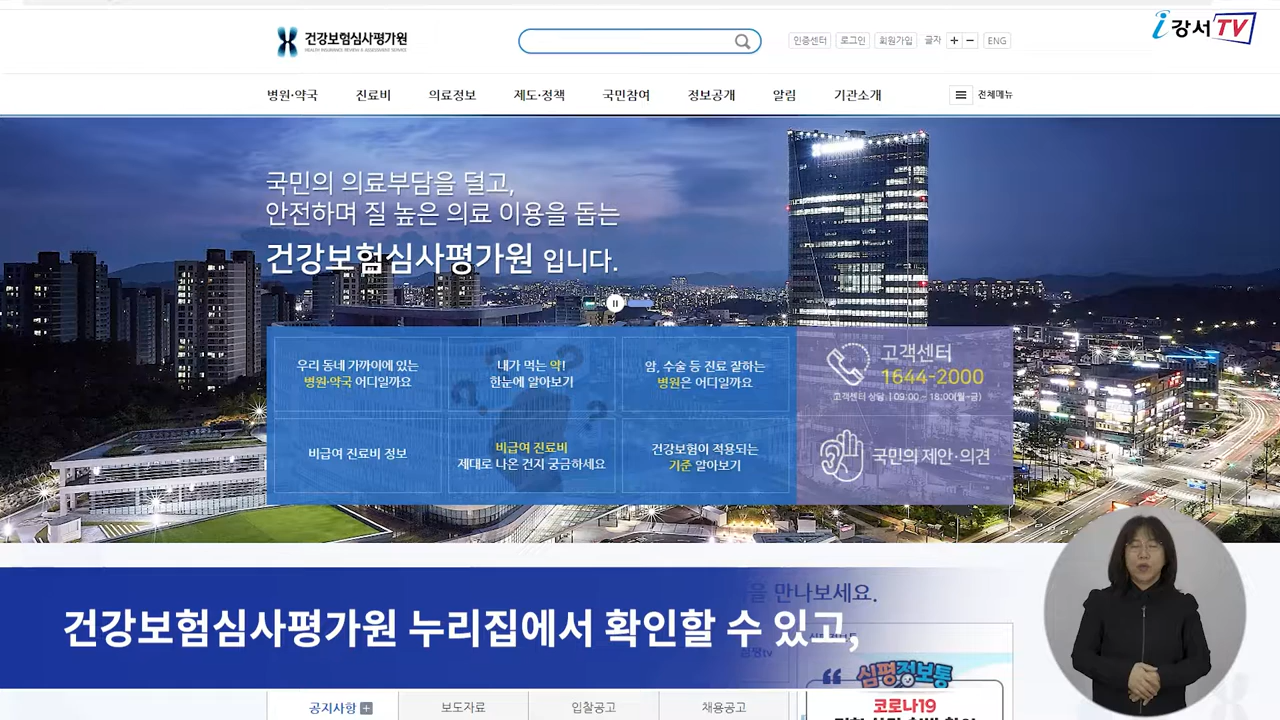 건강보험심사평가원
HEALTH INSURANCE REVIEW & ASSESSMENT SERVICE
인증센터 로그인 회원가입 글자 + − ENG
i강서TV
병원·약국 진료비 의료정보 제도·정책 국민참여 정보공개 알림 기관소개 전체메뉴
국민의 의료부담을 덜고,
안전하며 질 높은 의료 이용을 돕는
건강보험심사평가원 입니다.
우리 동네 가까이에 있는
병원·약국 어디일까요
내가 먹는 약!
한눈에 알아보기
암, 수술 등 진료 잘하는
병원은 어디일까요
고객센터
1644-2000
고객센터 상담 | 09:00 ~ 18:00(월~금)
비급여 진료비 정보
비급여 진료비
제대로 나온 건지 궁금하세요
건강보험이 적용되는
기준 알아보기
국민의 제안·의견
을 만나보세요.
건강보험심사평가원 누리집에서 확인할 수 있고,
심평정보통
코로나19
공지사항 보도자료 입찰공고 채용공고